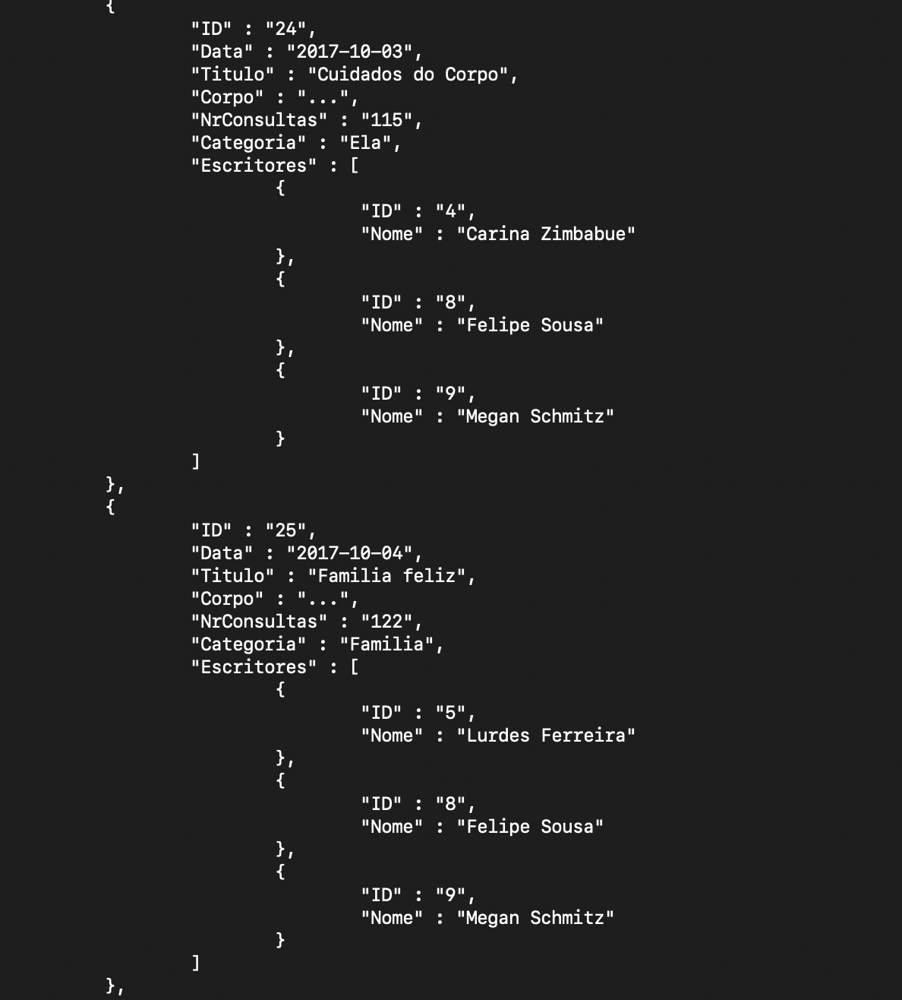 {
"ID" : "24",
"Data" : "2017-10-03",
"Titulo" : "Cuidados do Corpo",
"Corpo" : "...",
"NrConsultas" : "115",
"Categoria" : "Ela",
"Escritores" : [
{
"ID" : "4",
"Nome" : "Carina Zimbabue"
},
{
"ID" : "8",
"Nome" : "Felipe Sousa"
},
{
"ID" : "9",
"Nome" : "Megan Schmitz"
}
]
},
{
"ID" : "25",
"Data" : "2017-10-04",
"Titulo" : "Familia feliz",
"Corpo" : "...",
"NrConsultas" : "122",
"Categoria" : "Familia",
"Escritores" : [
{
"ID" : "5",
"Nome" : "Lurdes Ferreira"
},
{
"ID" : "8",
"Nome" : "Felipe Sousa"
},
{
"ID" : "9",
"Nome" : "Megan Schmitz"
}
]
},